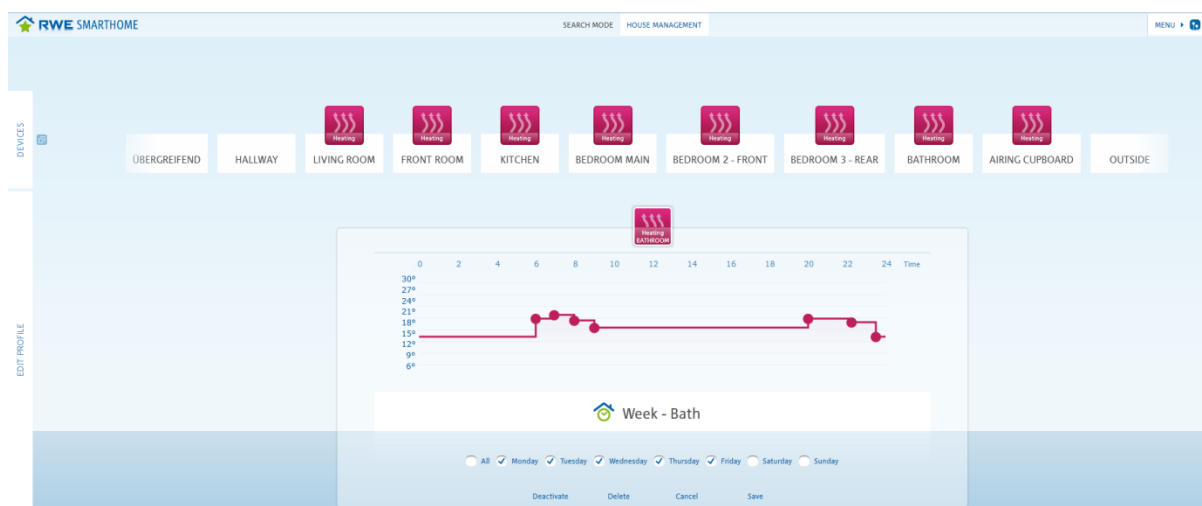 RWE SMARTHOME SEARCH MODE HOUSE MANAGEMENT MENU
DEVICES
Heating Heating Heating Heating Heating Heating Heating Heating
ÜBERGREIFEND HALLWAY LIVING ROOM FRONT ROOM KITCHEN BEDROOM MAIN BEDROOM 2 - FRONT BEDROOM 3 - REAR BATHROOM AIRING CUPBOARD OUTSIDE
Heating
BATHROOM
0 2 4 6 8 10 12 14 16 18 20 22 24 Time
30°
27°
24°
21°
18°
15°
12°
9°
6°
EDIT PROFILE
Week - Bath
All Monday Tuesday Wednesday Thursday Friday Saturday Sunday
Deactivate Delete Cancel Save